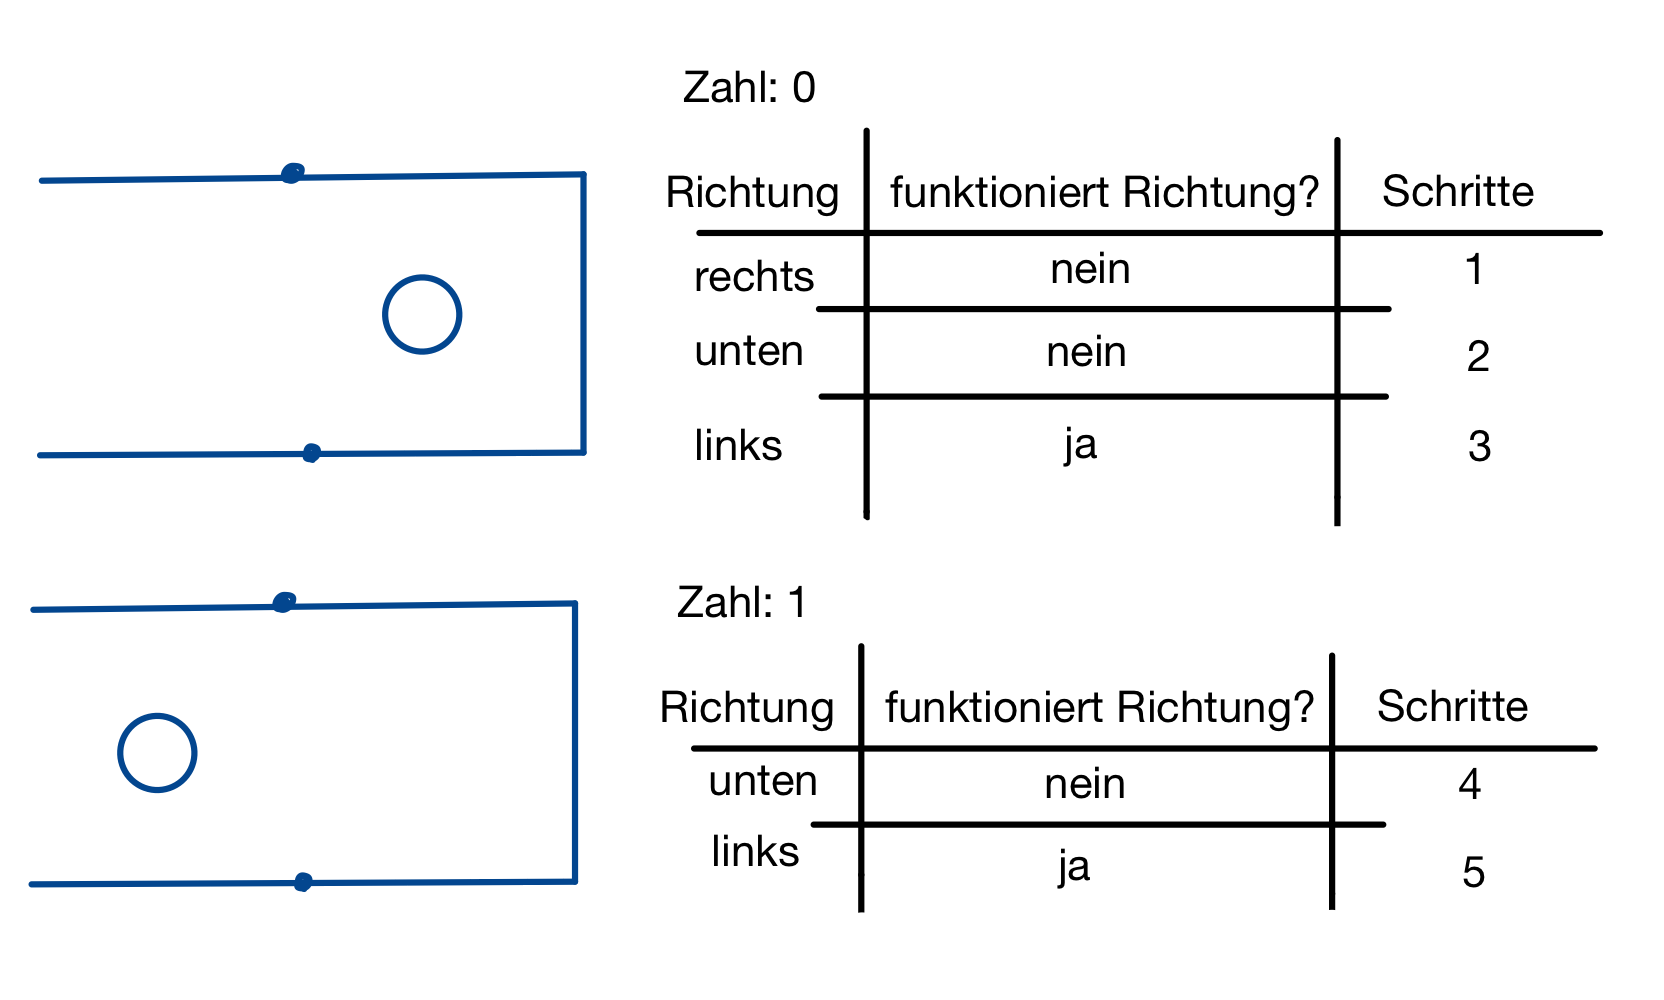 Zahl: 0
Richtung funktioniert Richtung? Schritte
rechts nein 1
unten nein 2
links ja 3
Zahl: 1
Richtung funktioniert Richtung? Schritte
unten nein 4
links ja 5